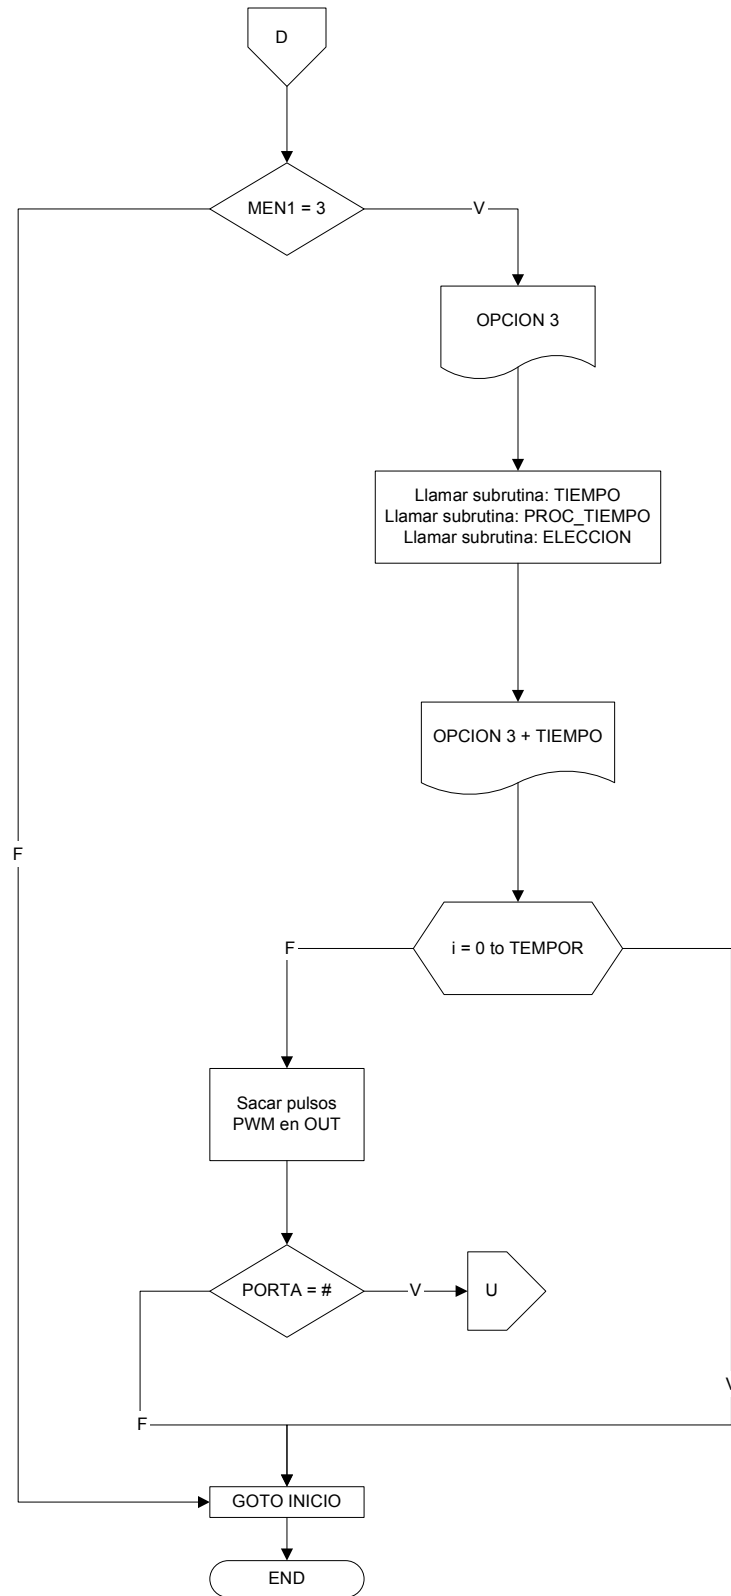 D
MEN1 = 3
V
OPCION 3
Llamar subrutina: TIEMPO
Llamar subrutina: PROC_TIEMPO
Llamar subrutina: ELECCION
OPCION 3 + TIEMPO
F
i = 0 to TEMPOR
F
Sacar pulsos
PWM en OUT
PORTA = #
V
U
V
F
GOTO INICIO
END